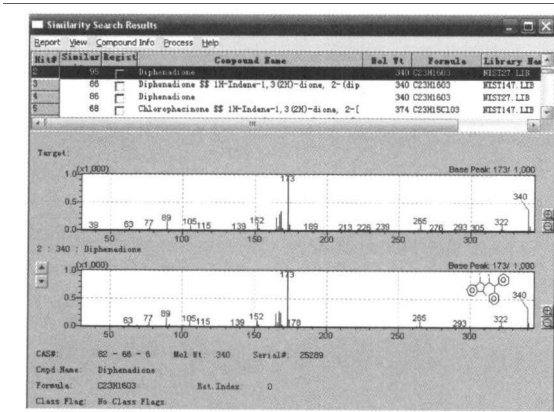 Similarity Search Results
Report View Compound Info Process Help
Hit# Similar Regist Compound Name Mol Wt Formula Library Nam
2 95 Diphenadione 340 C23H16O3 NIST27.LIB
3 86 Diphenadione $$ 1H-Indene-1,3(2H)-dione, 2-(dip 340 C23H16O3 NIST147.LIB
4 86 Diphenadione 340 C23H16O3 NIST27.LIB
5 68 Chlorophacinone $$ 1H-Indene-1,3(2H)-dione, 2-[ 374 C23H15ClO3 NIST147.LIB
Target:
(x1,000) Base Peak: 173/ 1,000
1.0 173
340
0.5
39 63 77 89 105 115 139 152 189 213 226 239 265 276 293 305 322
0.0
50 100 150 200 250 300
2 : 340 : Diphenadione
(x1,000) Base Peak: 173/ 1,000
1.0 173
340
0.5
63 77 89 105 115 139 152 178 265 293 322
0.0
50 100 150 200 250 300
CAS#: 82 - 66 - 6 Mol Wt: 340 Serial#: 25289
Cmpd Name: Diphenadione
Formula: C23H16O3 Ret.Index: 0
Class Flag: No Class Flags